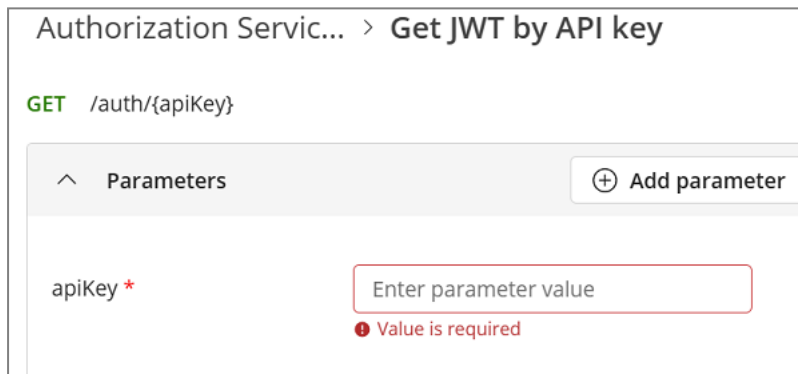 Authorization Servic... > Get JWT by API key
GET /auth/{apiKey}
Parameters
Add parameter
apiKey * Enter parameter value
Value is required